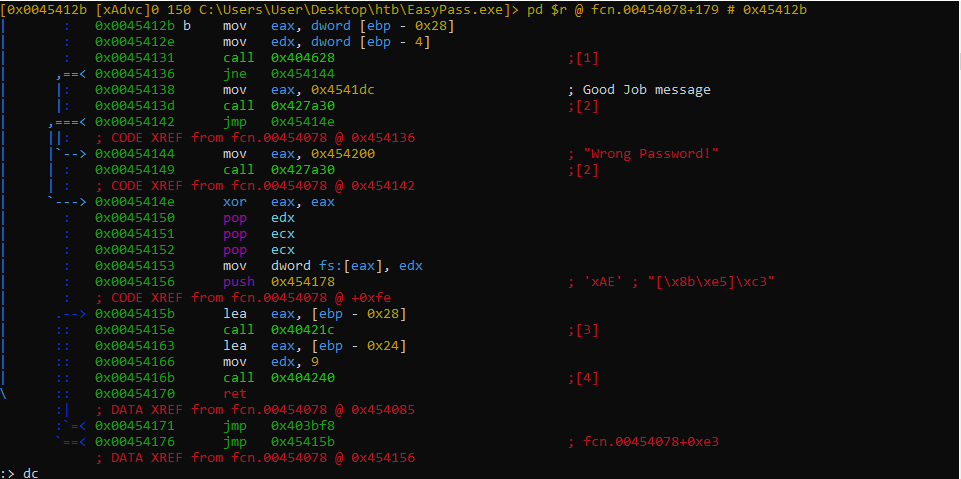 [0x0045412b [xAdvc]0 150 C:\Users\User\Desktop\htb\EasyPass.exe]> pd $r @ fcn.00454078+179 # 0x45412b
|       :   0x0045412b b    mov   eax, dword [ebp - 0x28]
|       :   0x0045412e      mov   edx, dword [ebp - 4]
|       :   0x00454131      call  0x404628                             ;[1]
|      ,==< 0x00454136      jne   0x454144
|      |:   0x00454138      mov   eax, 0x4541dc                        ; Good Job message
|      |:   0x0045413d      call  0x427a30                             ;[2]
|     ,===< 0x00454142      jmp   0x45414e
|     ||:   ; CODE XREF from fcn.00454078 @ 0x454136
|     |`--> 0x00454144      mov   eax, 0x454200                        ; "Wrong Password!"
|     | :   0x00454149      call  0x427a30                             ;[2]
|     | :   ; CODE XREF from fcn.00454078 @ 0x454142
|     `---> 0x0045414e      xor   eax, eax
|       :   0x00454150      pop   edx
|       :   0x00454151      pop   ecx
|       :   0x00454152      pop   ecx
|       :   0x00454153      mov   dword fs:[eax], edx
|       :   0x00454156      push  0x454178                             ; 'xAE' ; "[\x8b\xe5]\xc3"
|       :   ; CODE XREF from fcn.00454078 @ +0xfe
|      .--> 0x0045415b      lea   eax, [ebp - 0x28]
|      ::   0x0045415e      call  0x40421c                             ;[3]
|      ::   0x00454163      lea   eax, [ebp - 0x24]
|      ::   0x00454166      mov   edx, 9
|      ::   0x0045416b      call  0x404240                             ;[4]
\      ::   0x00454170      ret
       :|   ; DATA XREF from fcn.00454078 @ 0x454085
       :`=< 0x00454171      jmp   0x403bf8
       `==< 0x00454176      jmp   0x45415b                             ; fcn.00454078+0xe3
            ; DATA XREF from fcn.00454078 @ 0x454156
:> dc